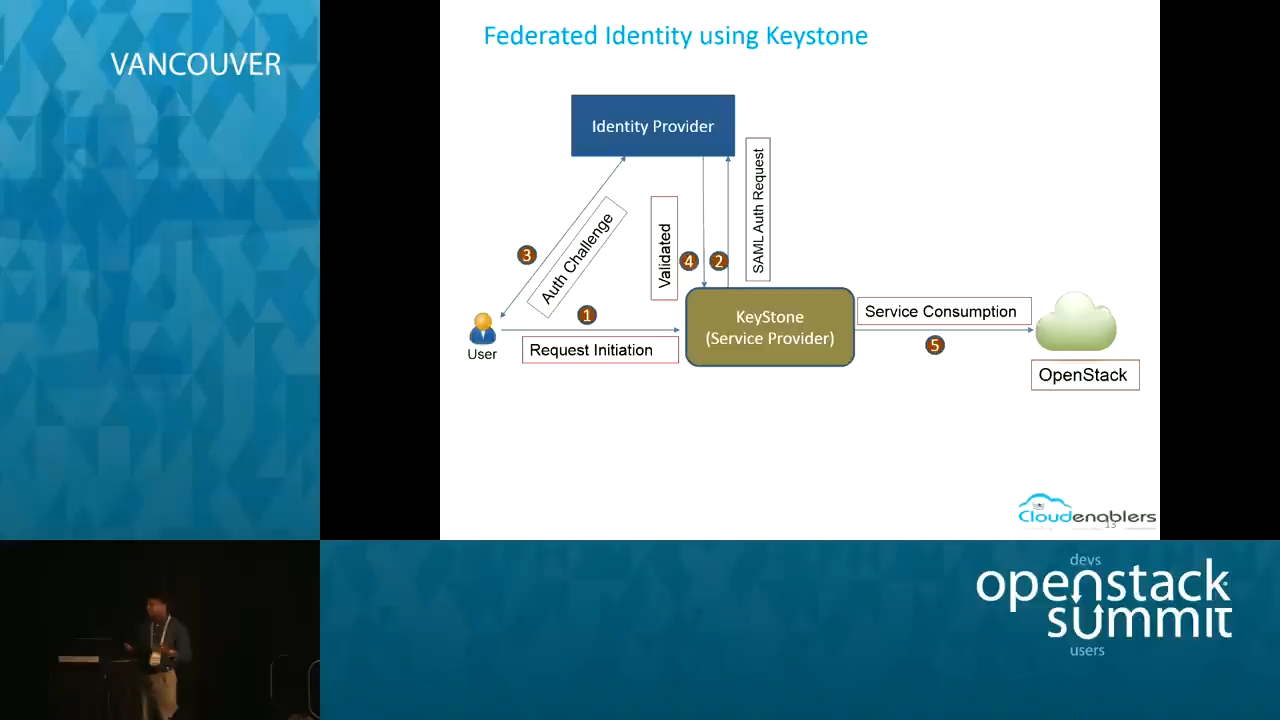 VANCOUVER
Federated Identity using Keystone
Identity Provider
SAML Auth Request
Validated
Auth Challenge
3
4
2
1
User
Request Initiation
KeyStone
(Service Provider)
Service Consumption
5
OpenStack
Cloudenablers
13
devs
openstack
summit
users